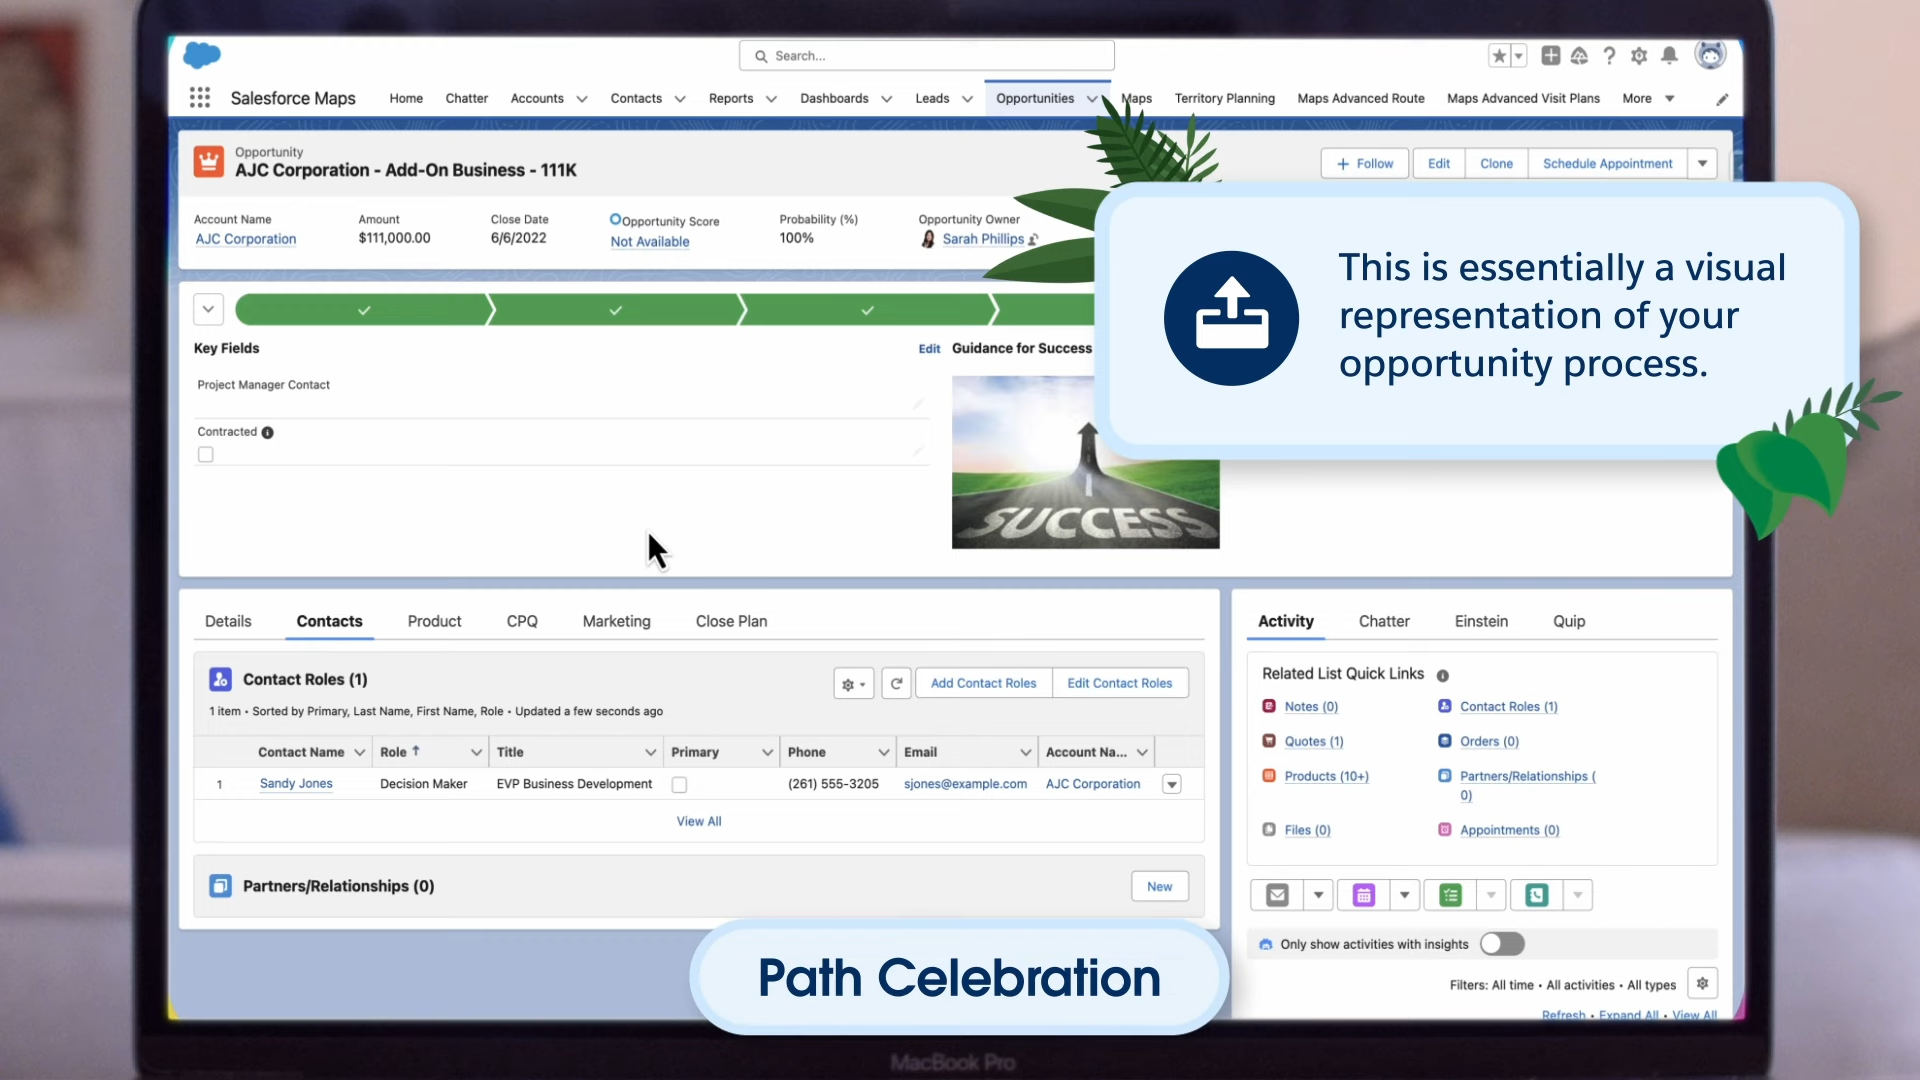 Search...
Salesforce Maps Home Chatter Accounts Contacts Reports Dashboards Leads Opportunities Maps Territory Planning Maps Advanced Route Maps Advanced Visit Plans More
Opportunity
AJC Corporation - Add-On Business - 111K
+ Follow Edit Clone Schedule Appointment
Account Name Amount Close Date Opportunity Score Probability (%) Opportunity Owner
AJC Corporation $111,000.00 6/6/2022 Not Available 100% Sarah Phillips
This is essentially a visual
representation of your
opportunity process.
Key Fields Edit Guidance for Success
Project Manager Contact
Contracted
SUCCESS
Details Contacts Product CPQ Marketing Close Plan
Contact Roles (1) Add Contact Roles Edit Contact Roles
1 item • Sorted by Primary, Last Name, First Name, Role • Updated a few seconds ago
Contact Name Role Title Primary Phone Email Account Na...
1 Sandy Jones Decision Maker EVP Business Development (261) 555-3205 sjones@example.com AJC Corporation
View All
Partners/Relationships (0) New
Activity Chatter Einstein Quip
Related List Quick Links
Notes (0) Contact Roles (1)
Quotes (1) Orders (0)
Products (10+) Partners/Relationships (
0)
Files (0) Appointments (0)
Only show activities with insights
Filters: All time • All activities • All types
Refresh • Expand All • View All
Path Celebration
MacBook Pro